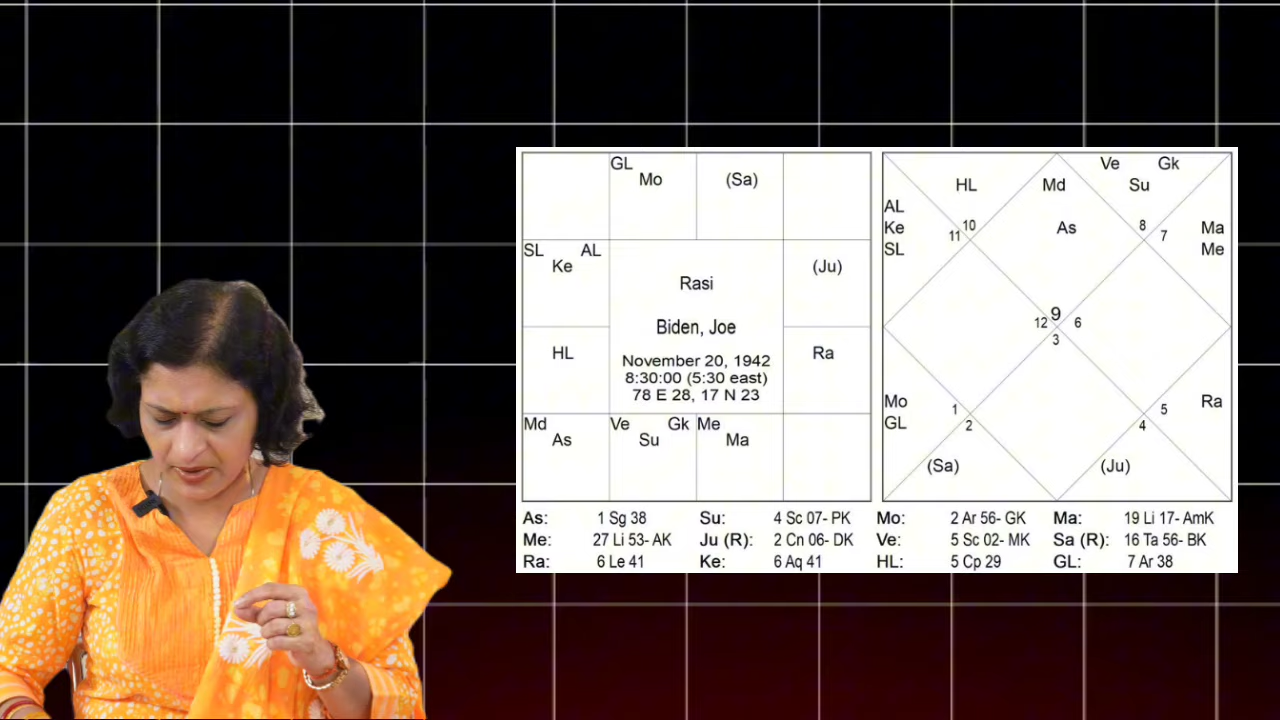 GL
Mo
(Sa)
SL AL
Ke
(Ju)
Rasi
Biden, Joe
November 20, 1942
8:30:00 (5:30 east)
78 E 28, 17 N 23
HL
Ra
Md
As
Ve Gk
Su
Me
Ma
Ve Gk
HL Md Su
AL
Ke
SL
As
Ma
Me
10
11
8
7
9
12 6
3
Mo
GL
1
2
5
4
Ra
(Sa)
(Ju)
As: 1 Sg 38 Su: 4 Sc 07- PK Mo: 2 Ar 56- GK Ma: 19 Li 17- AmK
Me: 27 Li 53- AK Ju (R): 2 Cn 06- DK Ve: 5 Sc 02- MK Sa (R): 16 Ta 56- BK
Ra: 6 Le 41 Ke: 6 Aq 41 HL: 5 Cp 29 GL: 7 Ar 38